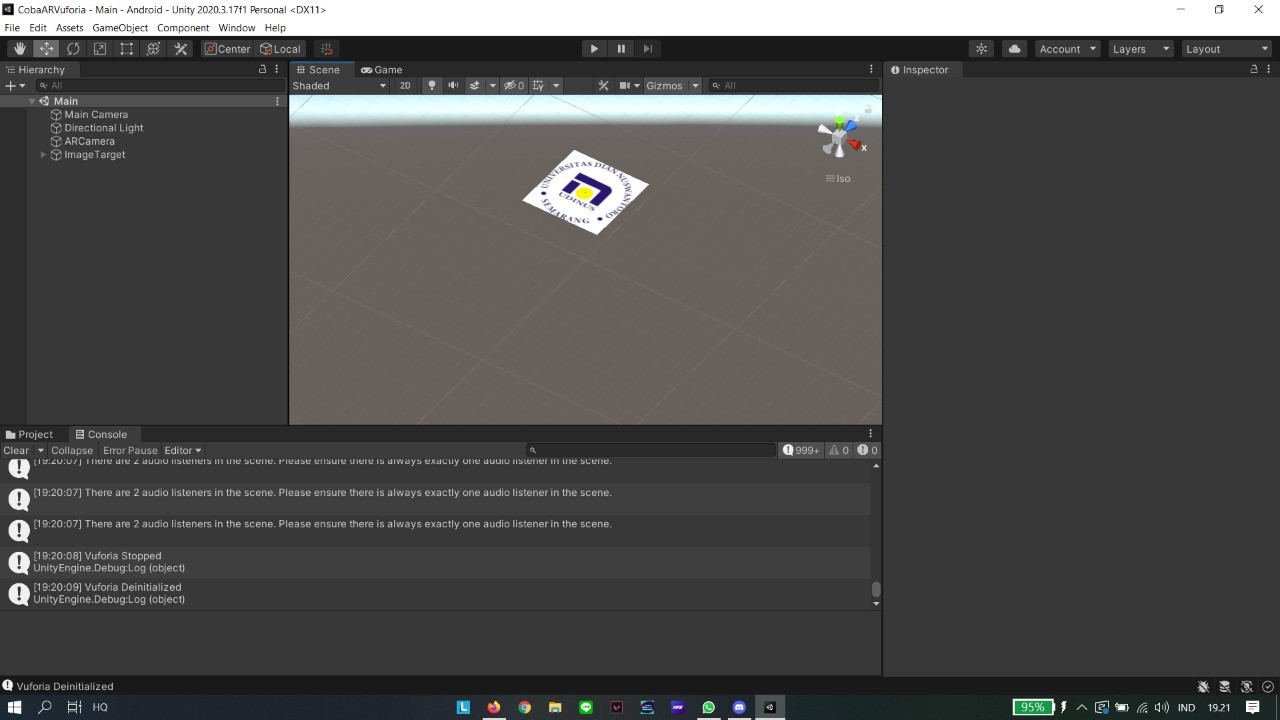 CobaARVuforia - Main - Android - Unity 2020.3.17f1 Personal <DX11>
File Edit Assets GameObject Component Window Help
Center Local Account Layers Layout
Hierarchy
All
Main
Main Camera
Directional Light
ARCamera
ImageTarget
Scene Game
Shaded 2D 0 Gizmos All
UNIVERSITAS DIAN NUSWANTORO
UDINUS
SEMARANG
z
x
Iso
Inspector
Project Console
Clear Collapse Error Pause Editor 999+ 0 0
[19:20:07] There are 2 audio listeners in the scene. Please ensure there is always exactly one audio listener in the scene.
[19:20:07] There are 2 audio listeners in the scene. Please ensure there is always exactly one audio listener in the scene.
[19:20:07] There are 2 audio listeners in the scene. Please ensure there is always exactly one audio listener in the scene.
[19:20:08] Vuforia Stopped
UnityEngine.Debug:Log (object)
[19:20:09] Vuforia Deinitialized
UnityEngine.Debug:Log (object)
Vuforia Deinitialized
HQ L 95% IND 19.21